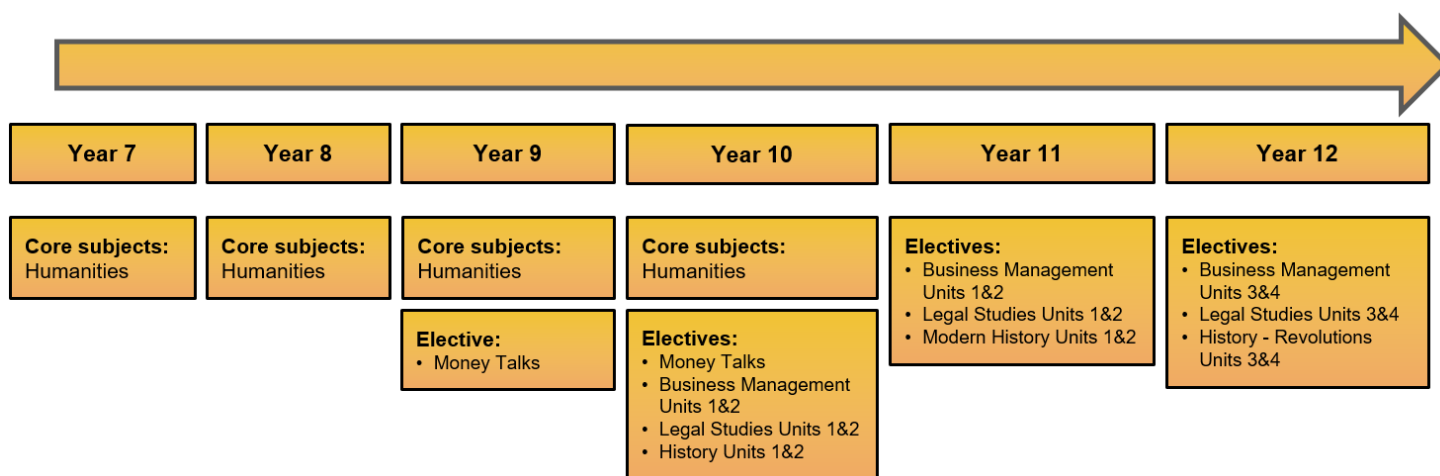 Year 7
Year 8
Year 9
Year 10
Year 11
Year 12
Core subjects:
Humanities
Core subjects:
Humanities
Core subjects:
Humanities
Elective:
• Money Talks
Core subjects:
Humanities
Electives:
• Money Talks
• Business Management
Units 1&2
• Legal Studies Units 1&2
• History Units 1&2
Electives:
• Business Management
Units 1&2
• Legal Studies Units 1&2
• Modern History Units 1&2
Electives:
• Business Management
Units 3&4
• Legal Studies Units 3&4
• History - Revolutions
Units 3&4